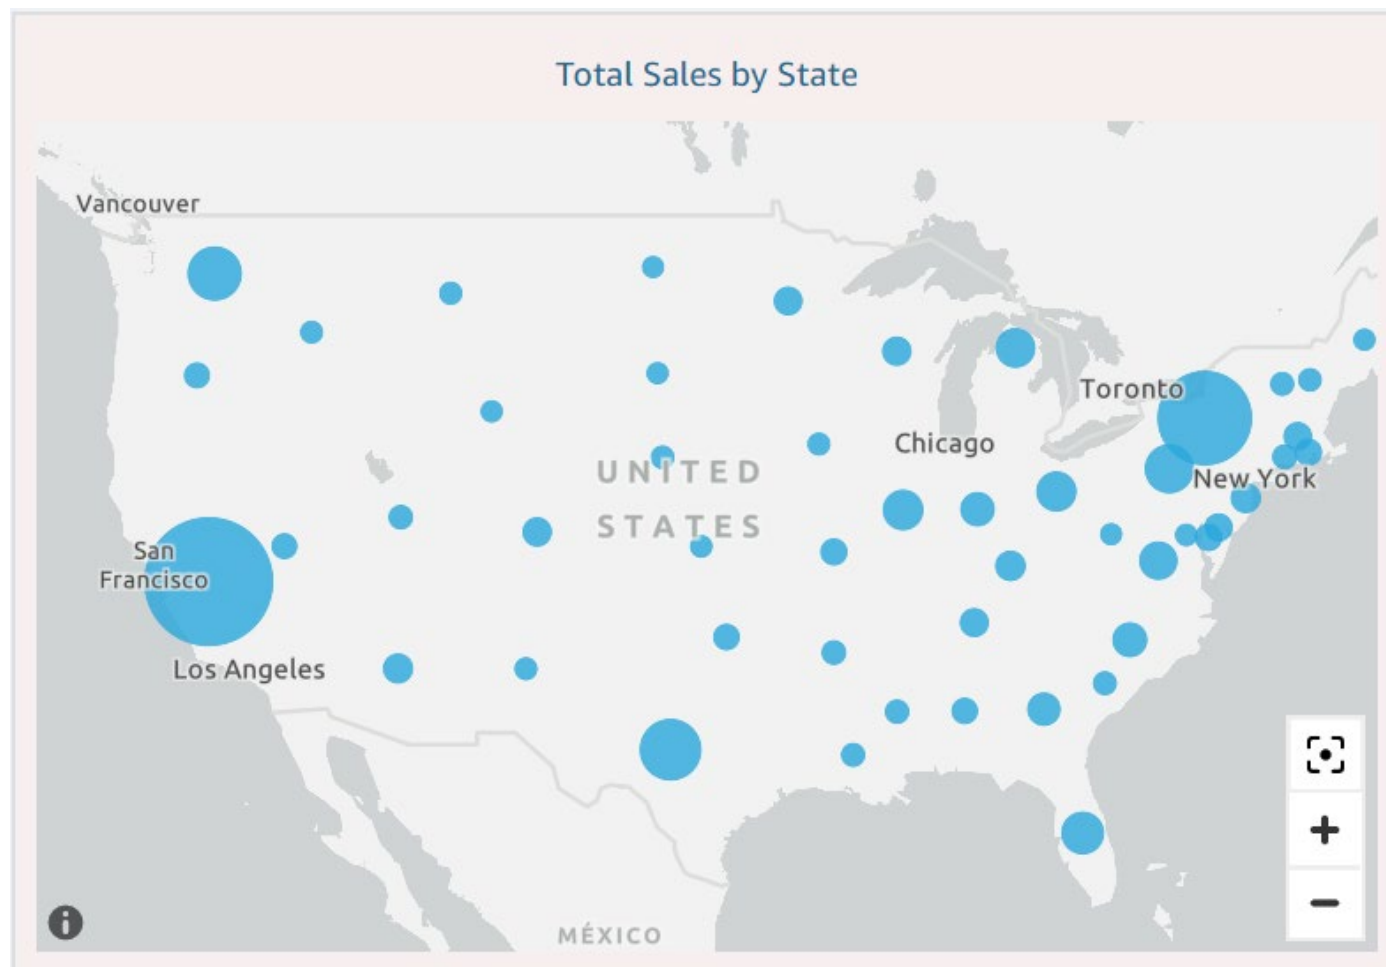 Total Sales by State
Vancouver
Toronto
Chicago
UNITED
STATES
New York
San
Francisco
Los Angeles
MÉXICO